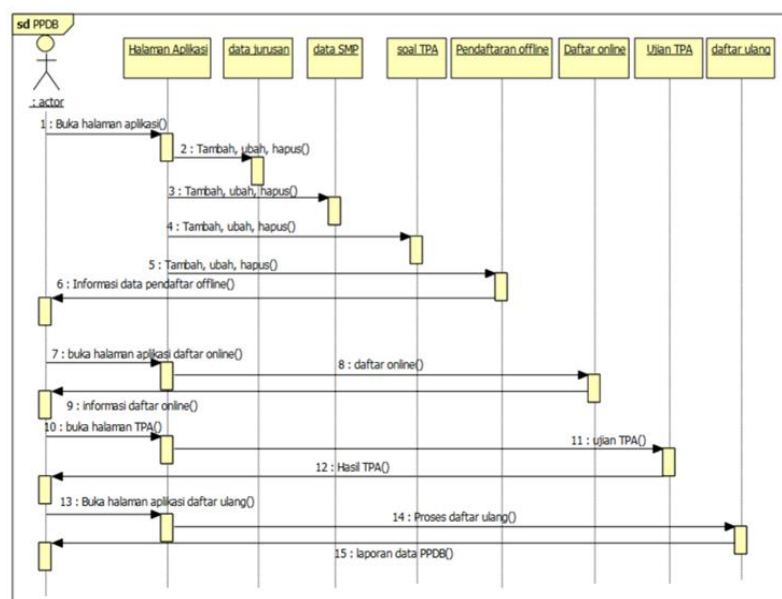 sd PPDB
Halaman Aplikasi
data jurusan
data SMP
soal TPA
Pendaftaran offline
Daftar online
Ujian TPA
daftar ulang
: actor
1 : Buka halaman aplikasi()
2 : Tambah, ubah, hapus()
3 : Tambah, ubah, hapus()
4 : Tambah, ubah, hapus()
5 : Tambah, ubah, hapus()
6 : Informasi data pendaftar offline()
7 : buka halaman aplikasi daftar online()
8 : daftar online()
9 : informasi daftar online()
10 : buka halaman TPA()
11 : ujian TPA()
12 : Hasil TPA()
13 : Buka halaman aplikasi daftar ulang()
14 : Proses daftar ulang()
15 : laporan data PPDB()